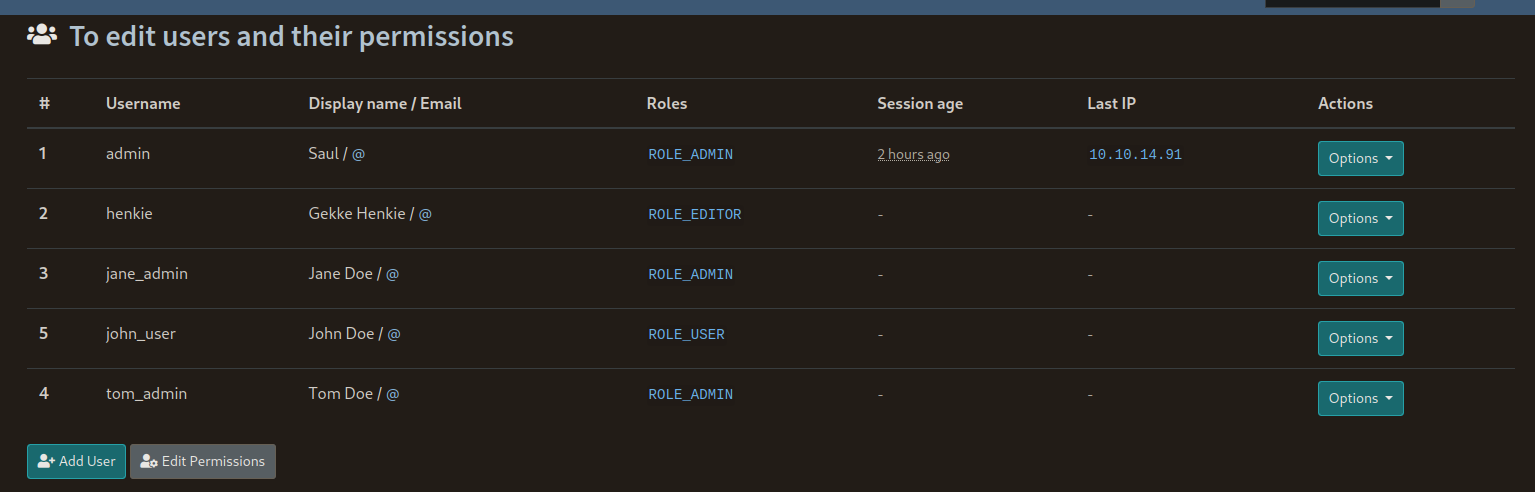 To edit users and their permissions
# Username Display name / Email Roles Session age Last IP Actions
1 admin Saul / @ ROLE_ADMIN 2 hours ago 10.10.14.91 Options
2 henkie Gekke Henkie / @ ROLE_EDITOR - - Options
3 jane_admin Jane Doe / @ ROLE_ADMIN - - Options
5 john_user John Doe / @ ROLE_USER - - Options
4 tom_admin Tom Doe / @ ROLE_ADMIN - - Options
Add User Edit Permissions